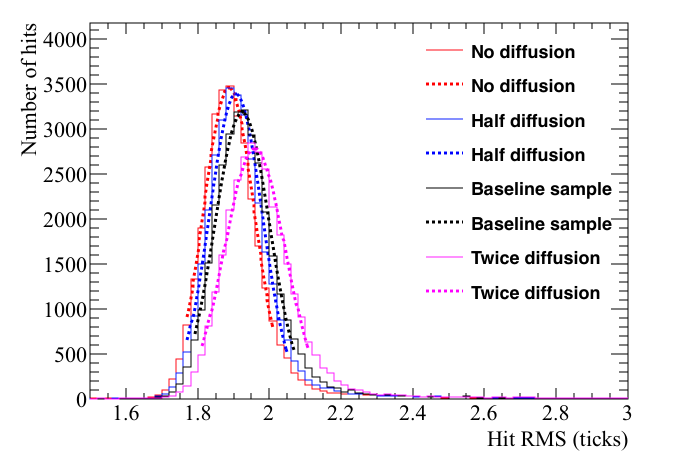 Number of hits
4000
3500
3000
2500
2000
1500
1000
500
0
No diffusion
No diffusion
Half diffusion
Half diffusion
Baseline sample
Baseline sample
Twice diffusion
Twice diffusion
1.6 1.8 2 2.2 2.4 2.6 2.8 3
Hit RMS (ticks)